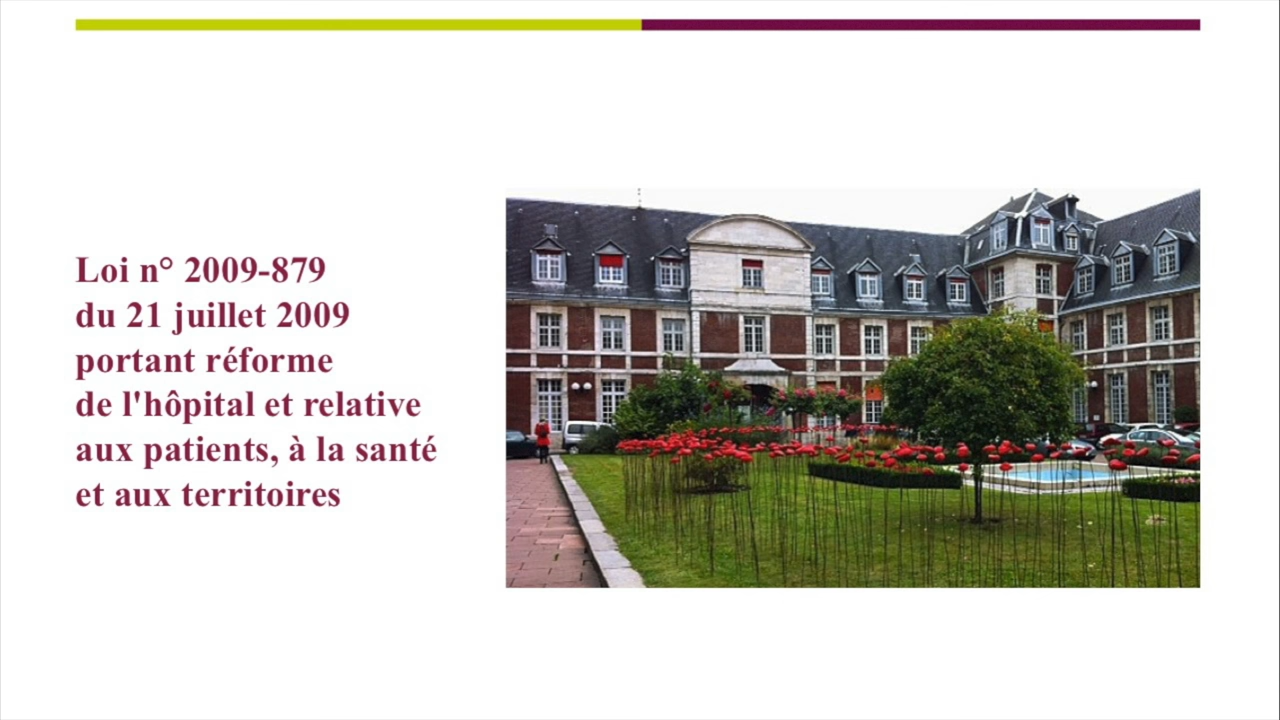 Loi n° 2009-879
du 21 juillet 2009
portant réforme
de l'hôpital et relative
aux patients, à la santé
et aux territoires